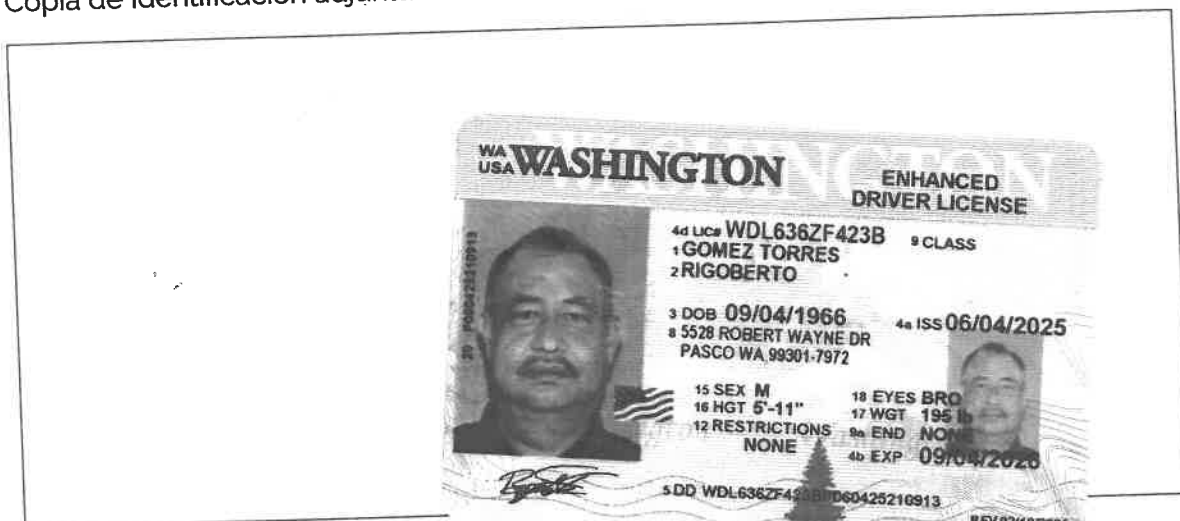 Copia de identificación
WA USA WASHINGTON
ENHANCED
DRIVER LICENSE
4d LIC# WDL636ZF423B 9 CLASS
1 GOMEZ TORRES
2 RIGOBERTO
3 DOB 09/04/1966 4a ISS 06/04/2025
8 5528 ROBERT WAYNE DR
PASCO WA 99301-7972
15 SEX M 18 EYES BRO
16 HGT 5'-11" 17 WGT 195 lb
12 RESTRICTIONS 9a END NONE
NONE 4b EXP
5 DD WDL636ZF423BP060425210913